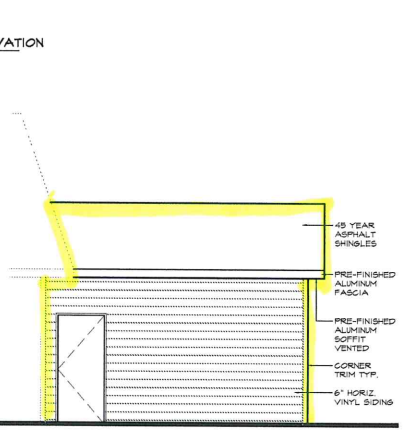 45 YEAR
ASPHALT
SHINGLES
PRE-FINISHED
ALUMINUM
FASCIA
PRE-FINISHED
ALUMINUM
SOFFIT
VENTED
CORNER
TRIM TYP.
6" HORIZ.
VINYL SIDING